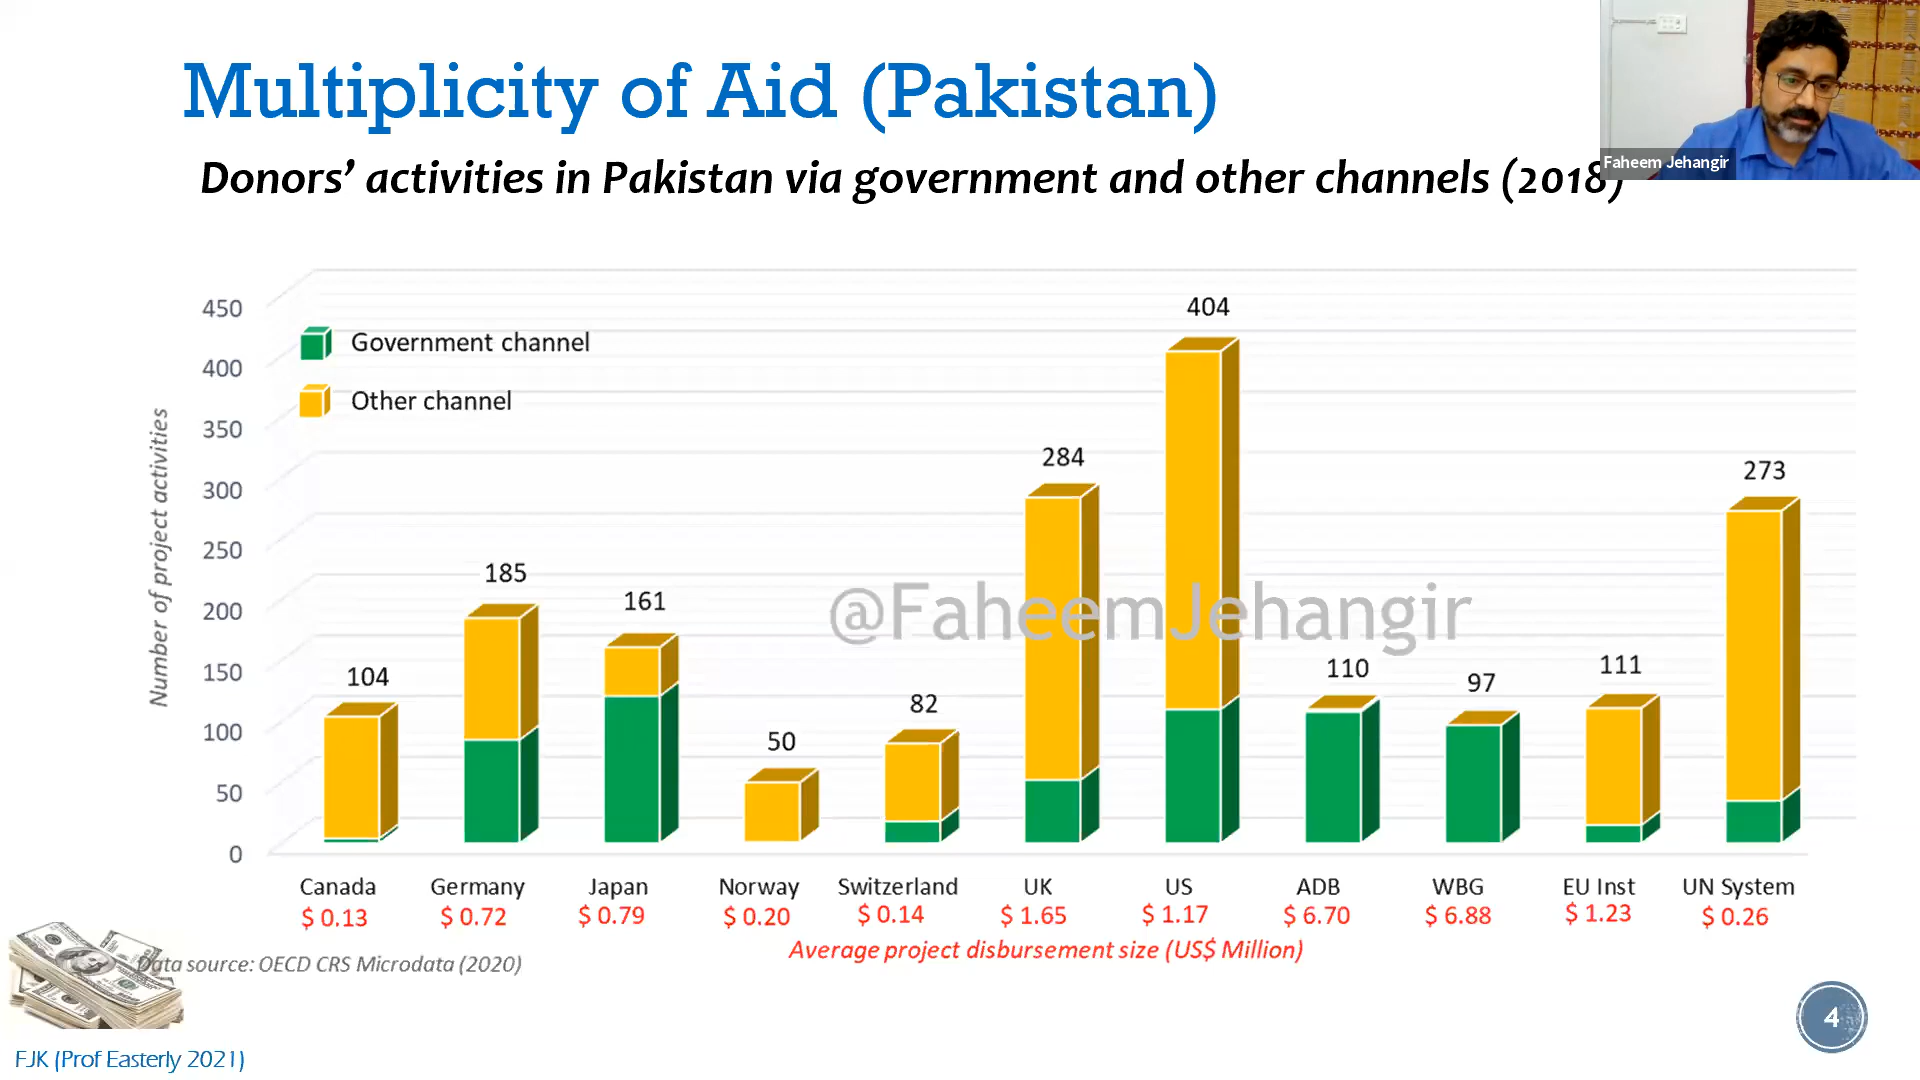 Multiplicity of Aid (Pakistan)
Faheem Jehangir
Donors’ activities in Pakistan via government and other channels (2018)
Number of project activities
450
400
350
300
250
200
150
100
50
0
Government channel
Other channel
104
185
161
50
82
284
404
110
97
111
273
@FaheemJehangir
Canada Germany Japan Norway Switzerland UK US ADB WBG EU Inst UN System
$ 0.13 $ 0.72 $ 0.79 $ 0.20 $ 0.14 $ 1.65 $ 1.17 $ 6.70 $ 6.88 $ 1.23 $ 0.26
Average project disbursement size (US$ Million)
Data source: OECD CRS Microdata (2020)
4
FJK (Prof Easterly 2021)